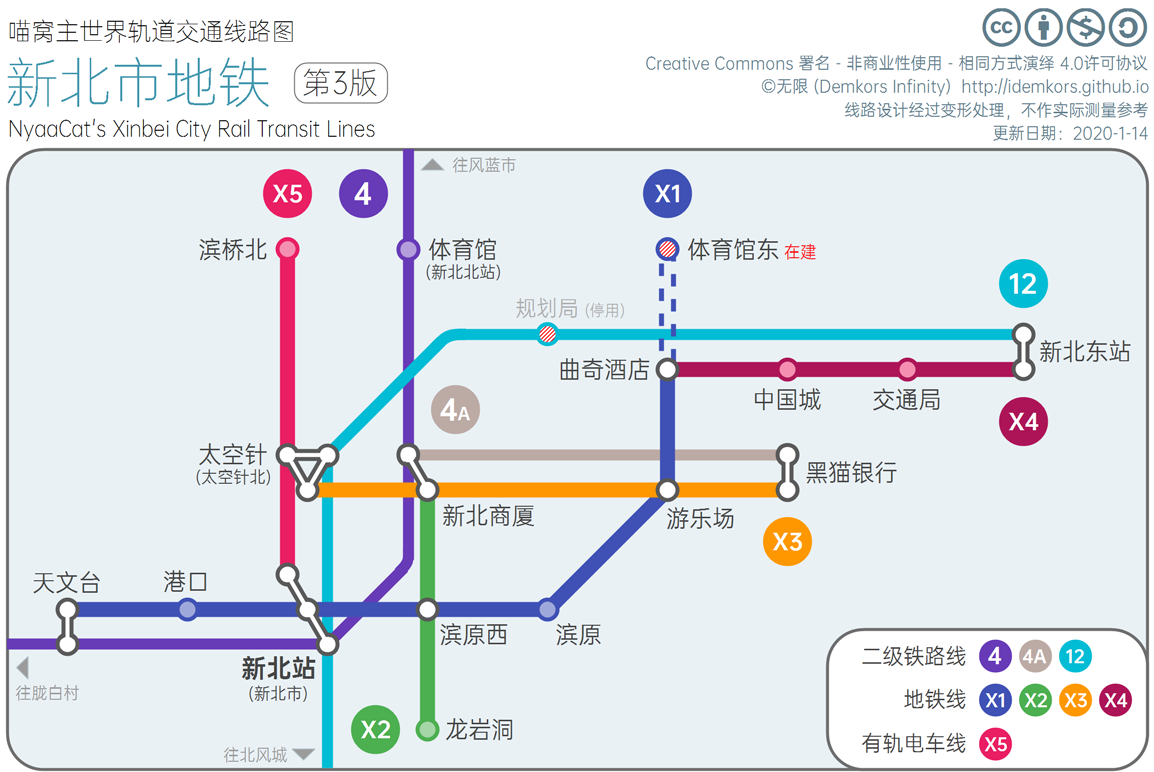 喵窝主世界轨道交通线路图
新北市地铁 第3版
NyaaCat's Xinbei City Rail Transit Lines
cc $
Creative Commons 署名 - 非商业性使用 - 相同方式演绎 4.0许可协议
©无限 (Demkors Infinity) http://idemkors.github.io
线路设计经过变形处理，不作实际测量参考
更新日期：2020-1-14
往风蓝市
X5 4 X1
滨桥北
体育馆
(新北北站)
体育馆东 在建
12
规划局 (停用)
新北东站
曲奇酒店
中国城
交通局
4A
X4
太空针
(太空针北)
黑猫银行
新北商厦
游乐场
X3
天文台
港口
滨原西
滨原
新北站
(新北市)
往胧白村
X2
龙岩洞
往北风城
二级铁路线 4 4A 12
地铁线 X1 X2 X3 X4
有轨电车线 X5